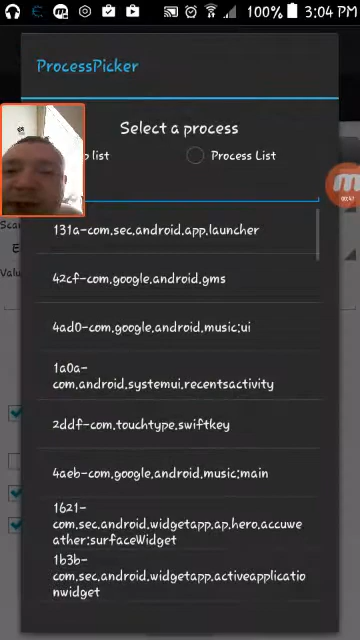 100% 3:04 PM
ProcessPicker
Select a process
list
Process List
131a-com.sec.android.app.launcher
42cf-com.google.android.gms
4ad0-com.google.android.music:ui
1a0a-
com.android.systemui.recentsactivity
2ddf-com.touchtype.swiftkey
4aeb-com.google.android.music:main
1621-
com.sec.android.widgetapp.ap.hero.accuwe
ather:surfaceWidget
1b3b-
com.sec.android.widgetapp.activeapplicatio
nwidget